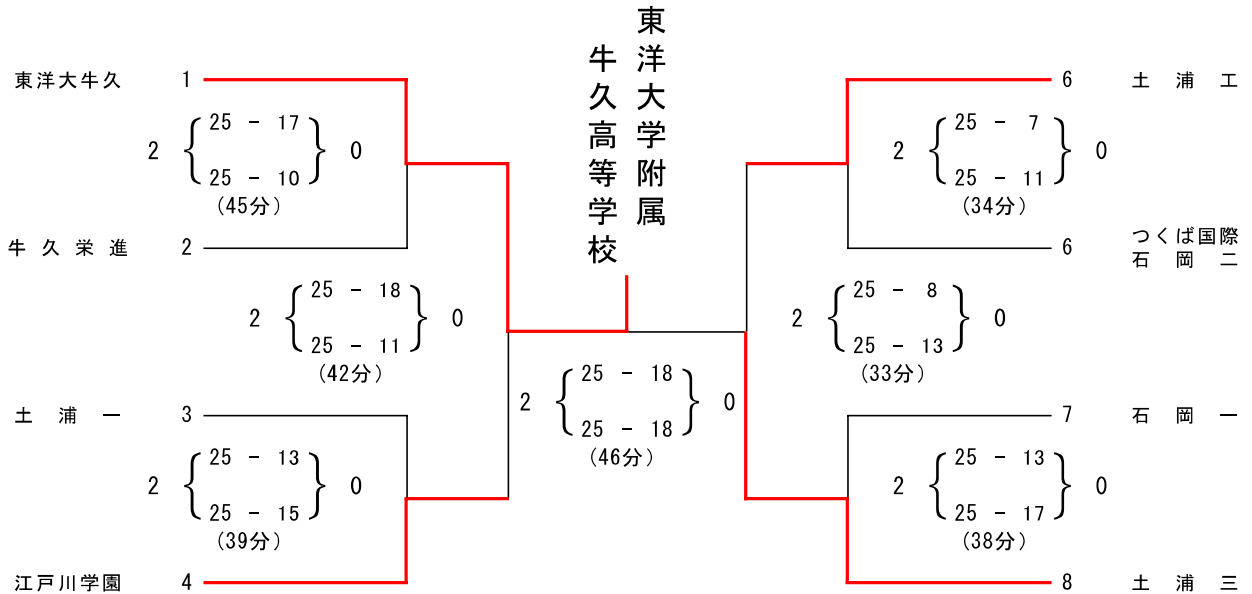 東洋大学附属
牛久高等学校
東洋大牛久 1
2 { 25 - 17 } 0
25 - 10
(45分)
牛久栄進 2
2 { 25 - 18 } 0
25 - 11
(42分)
土浦一 3
2 { 25 - 13 } 0
25 - 15
(39分)
江戸川学園 4
2 { 25 - 18 } 0
25 - 18
(46分)
6 土浦工
2 { 25 - 7 } 0
25 - 11
(34分)
6 つくば国際
石岡二
2 { 25 - 8 } 0
25 - 13
(33分)
7 石岡一
2 { 25 - 13 } 0
25 - 17
(38分)
8 土浦三